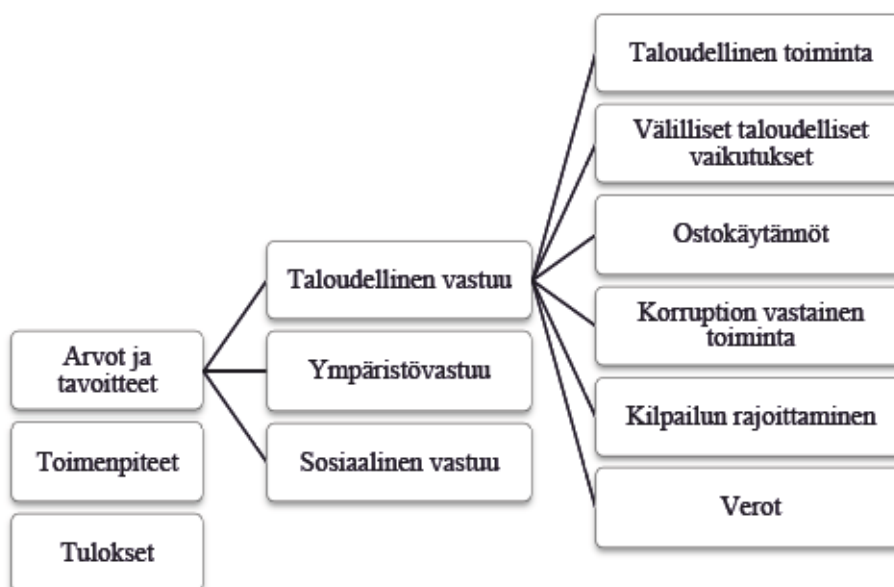 Taloudellinen toiminta
Välilliset taloudelliset
vaikutukset
Ostokäytännöt
Taloudellinen vastuu
Korruption vastainen
toiminta
Arvot ja
tavoitteet
Ympäristövastuu
Kilpailun rajoittaminen
Toimenpiteet
Sosiaalinen vastuu
Verot
Tulokset